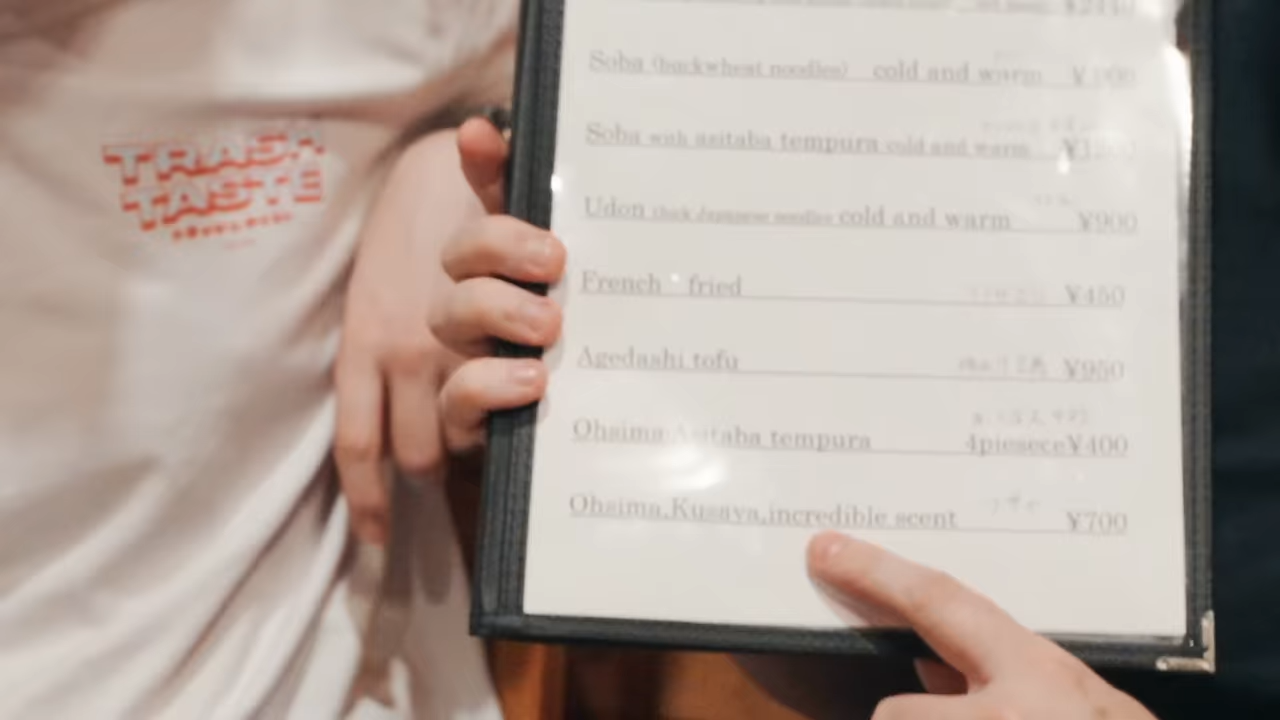 TRASH
TASTE
Soba (buckwheat noodles) cold and warm
Soba with asitaba tempura cold and warm
Udon thick Japanese noodles cold and warm ¥900
French fried ¥450
Agedashi tofu ¥950
Ohsima Asitaba tempura 4piesece¥400
Ohsima,Kusaya,incredible scent ¥700